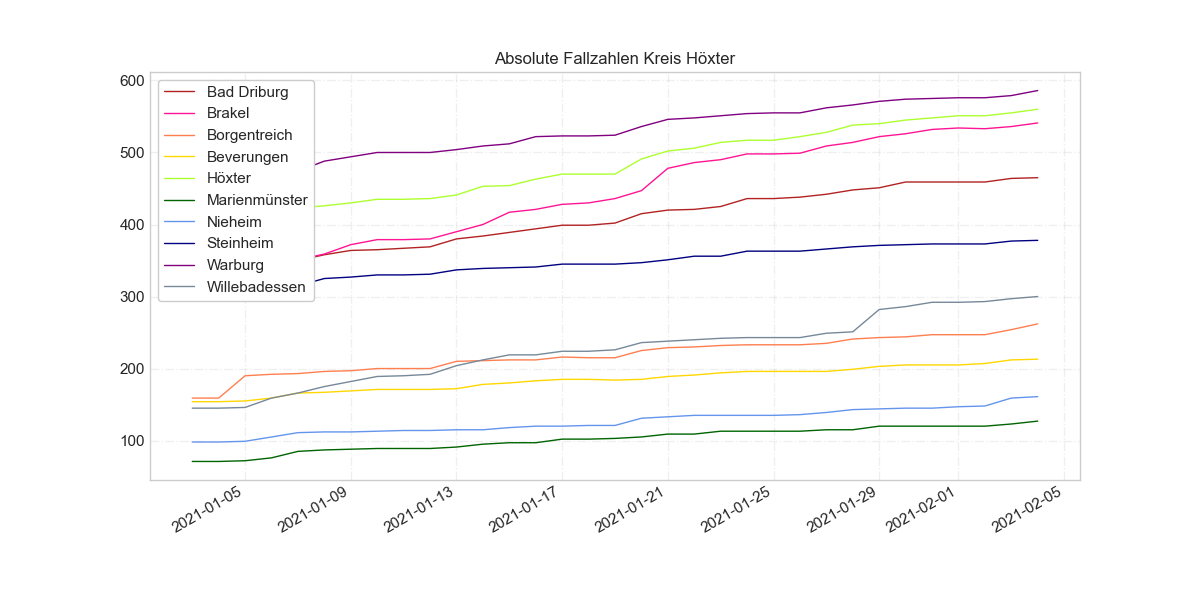 Absolute Fallzahlen Kreis Höxter
600
500
400
300
200
100
Bad Driburg
Brakel
Borgentreich
Beverungen
Höxter
Marienmünster
Nieheim
Steinheim
Warburg
Willebadessen
2021-01-05
2021-01-09
2021-01-13
2021-01-17
2021-01-21
2021-01-25
2021-01-29
2021-02-01
2021-02-05